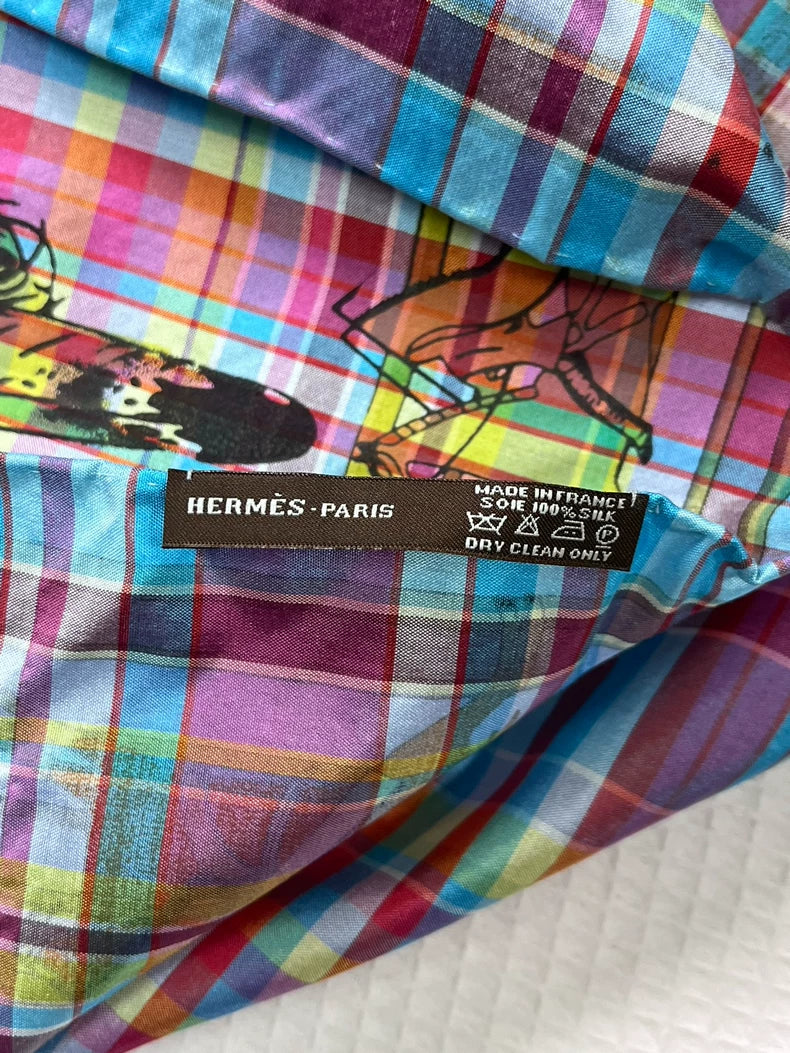 HERMÈS-PARIS
MADE IN FRANCE
SOIE 100% SILK
P
DRY CLEAN ONLY